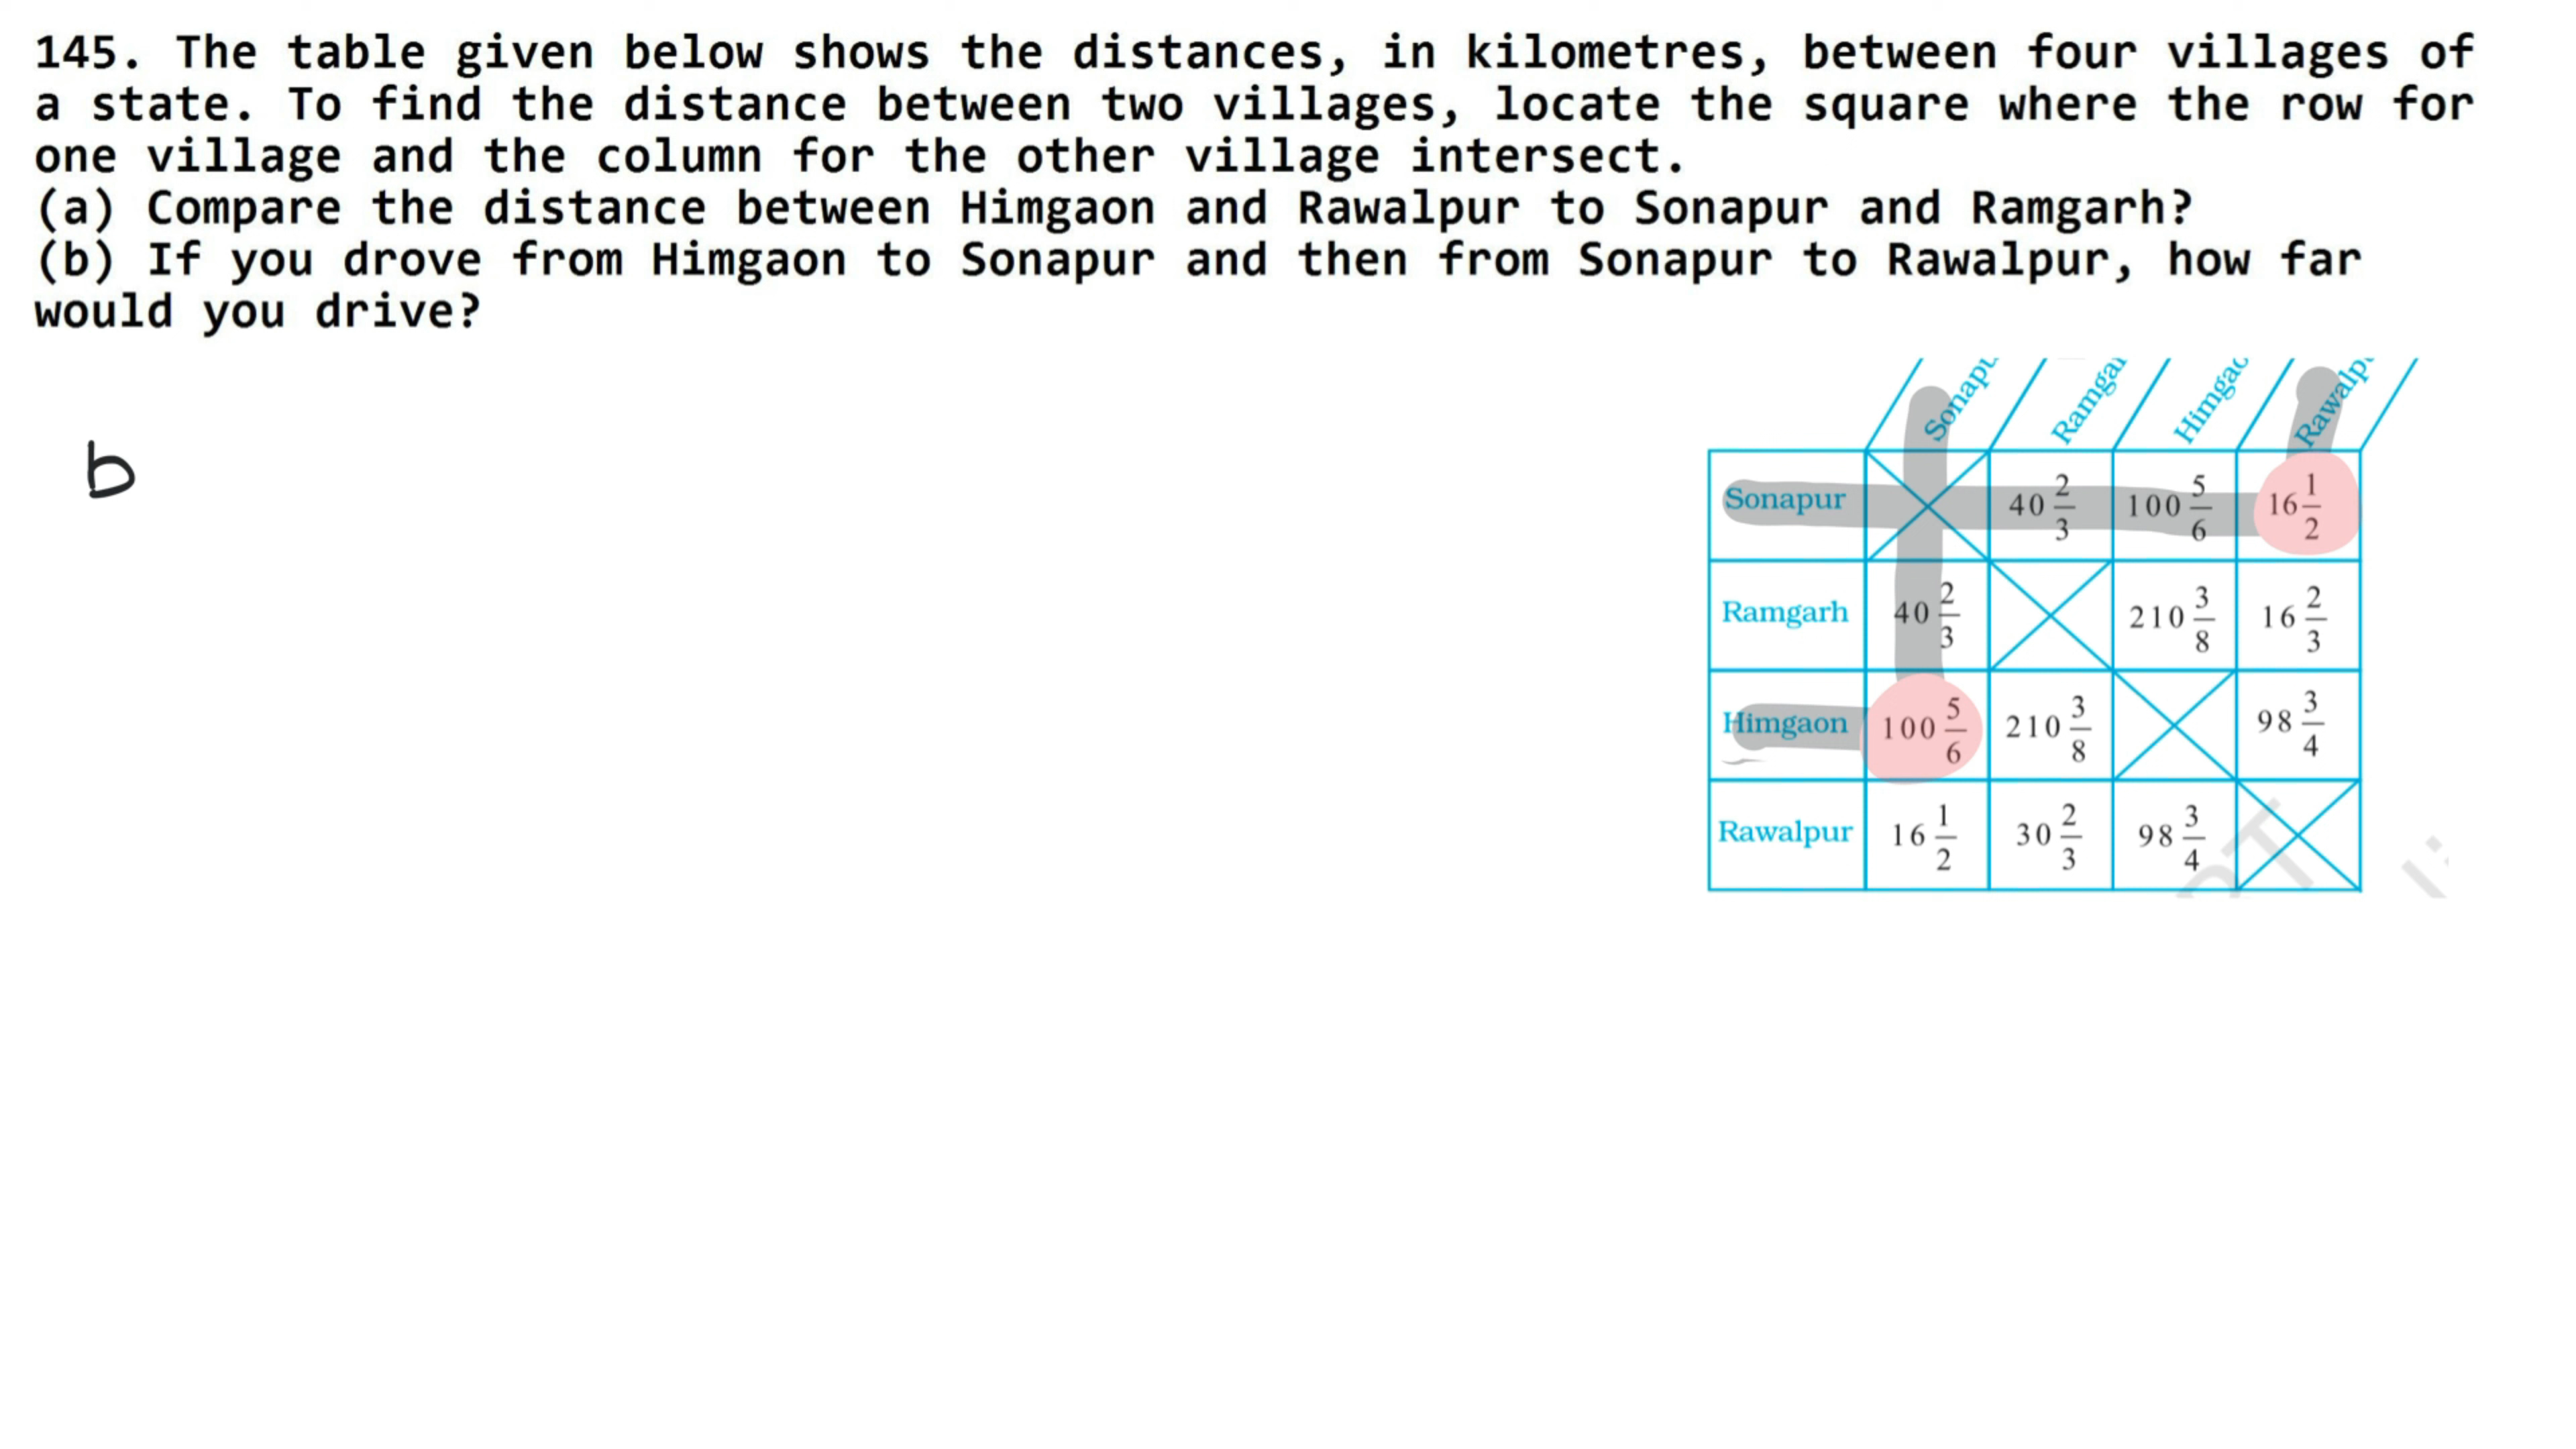 145. The table given below shows the distances, in kilometres, between four villages of
a state. To find the distance between two villages, locate the square where the row for
one village and the column for the other village intersect.
(a) Compare the distance between Himgaon and Rawalpur to Sonapur and Ramgarh?
(b) If you drove from Himgaon to Sonapur and then from Sonapur to Rawalpur, how far
would you drive?
b
Sonapu Ramgar Himgao Rawalpu
Sonapur 40 2/3 100 5/6 16 1/2
Ramgarh 40 2/3 210 3/8 16 2/3
Himgaon 100 5/6 210 3/8 98 3/4
Rawalpur 16 1/2 30 2/3 98 3/4